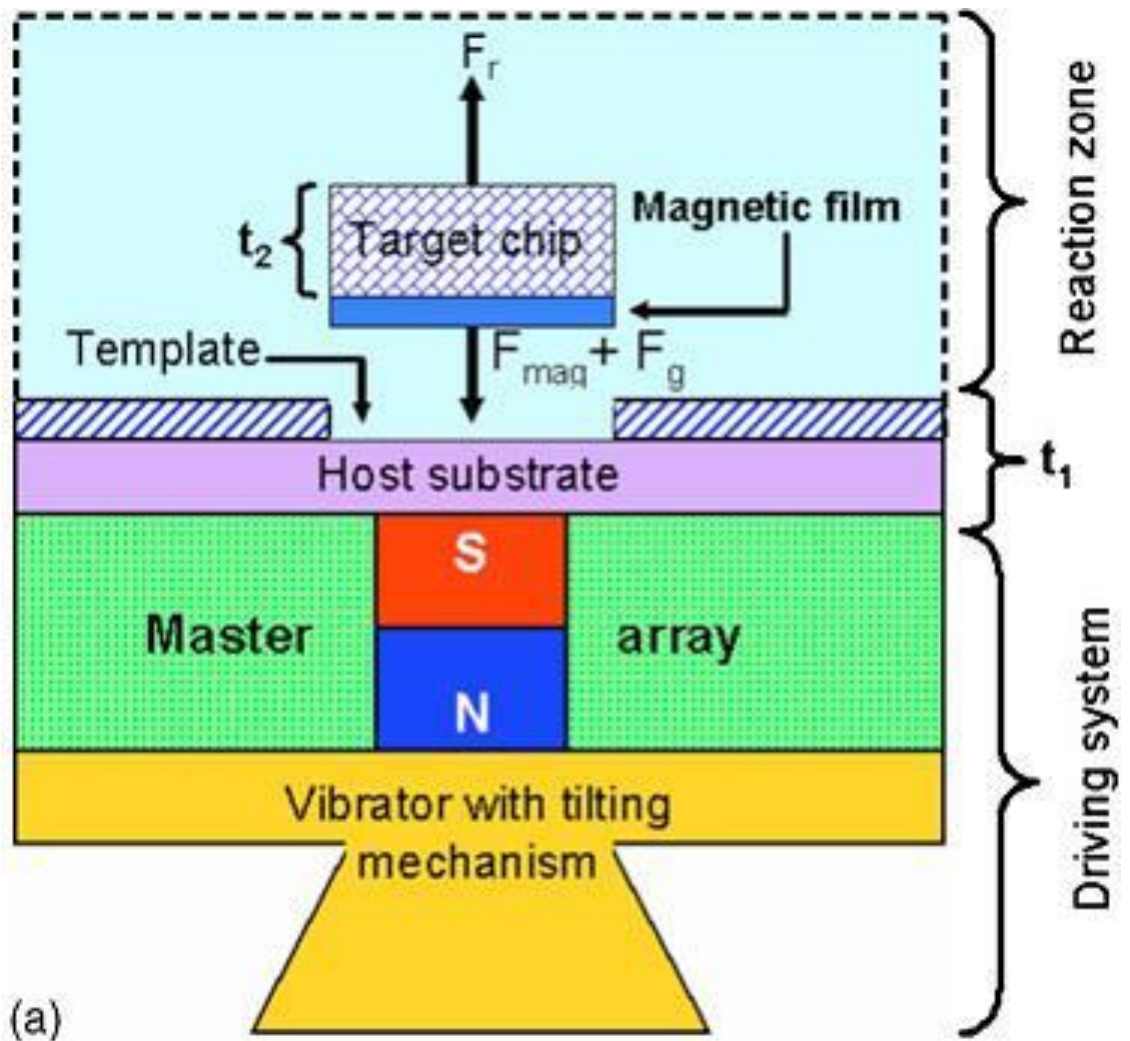 Fr
Reaction zone
Magnetic film
t2
Target chip
Template
Fmag + Fg
t1
Host substrate
S
Master array
N
Driving system
Vibrator with tilting
mechanism
(a)